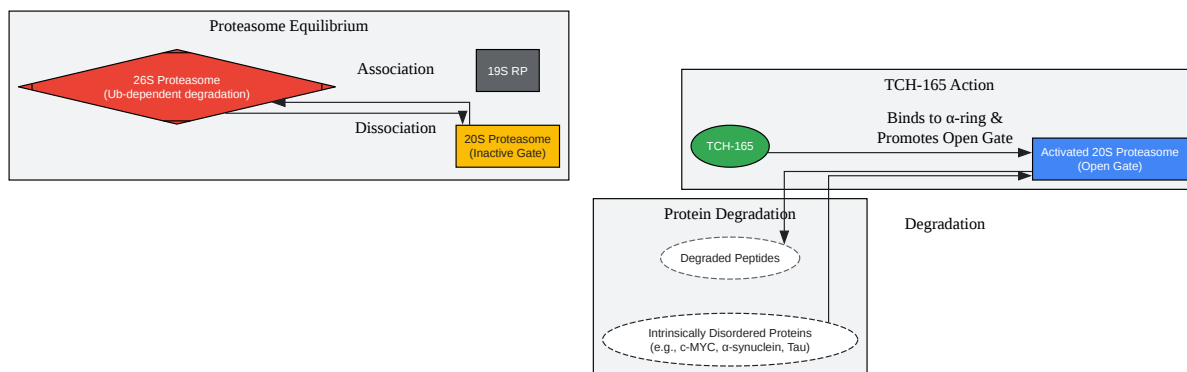 Proteasome Equilibrium
26S Proteasome
(Ub-dependent degradation)
Association
19S RP
Dissociation
20S Proteasome
(Inactive Gate)
TCH-165 Action
Binds to α-ring &
Promotes Open Gate
TCH-165
Activated 20S Proteasome
(Open Gate)
Protein Degradation
Degradation
Degraded Peptides
Intrinsically Disordered Proteins
(e.g., c-MYC, α-synuclein, Tau)